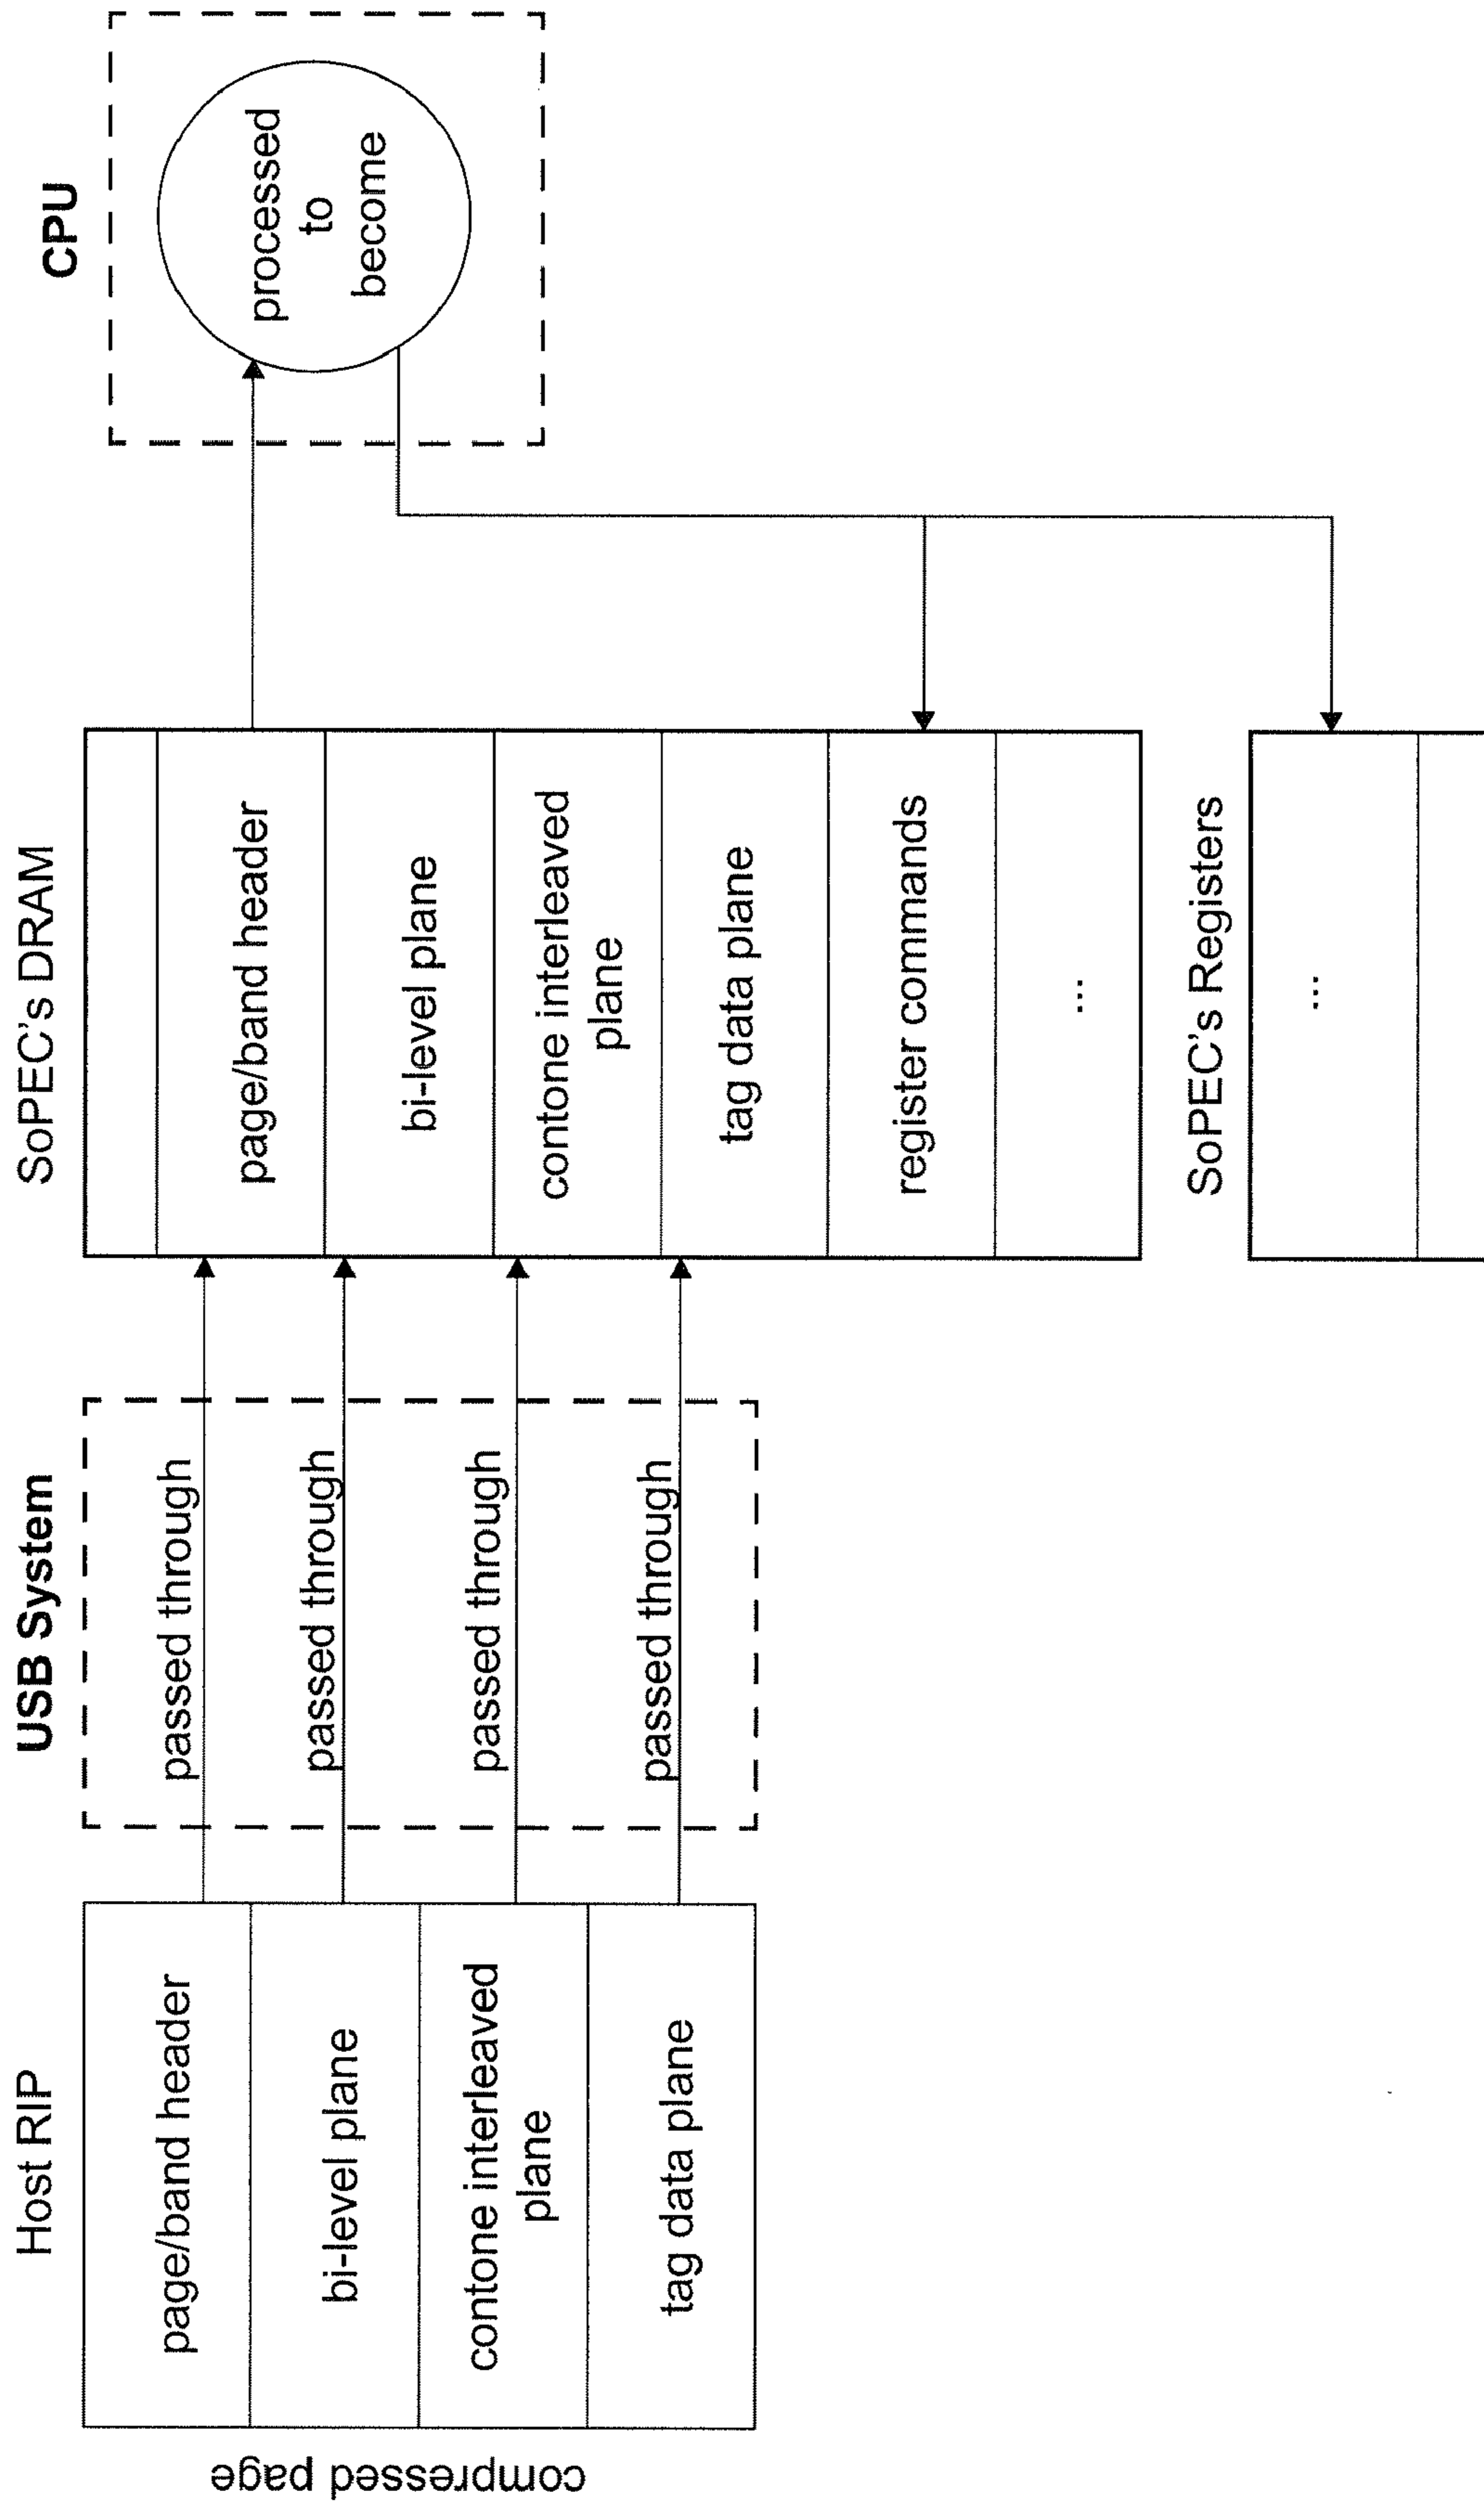 Host RIP
compressed page
page/band header
bi-level plane
contone interleaved
plane
tag data plane
USB System
passed through
passed through
passed through
passed through
SoPEC's DRAM
page/band header
bi-level plane
contone interleaved
plane
tag data plane
register commands
...
SoPEC's Registers
...
CPU
processed
to
become